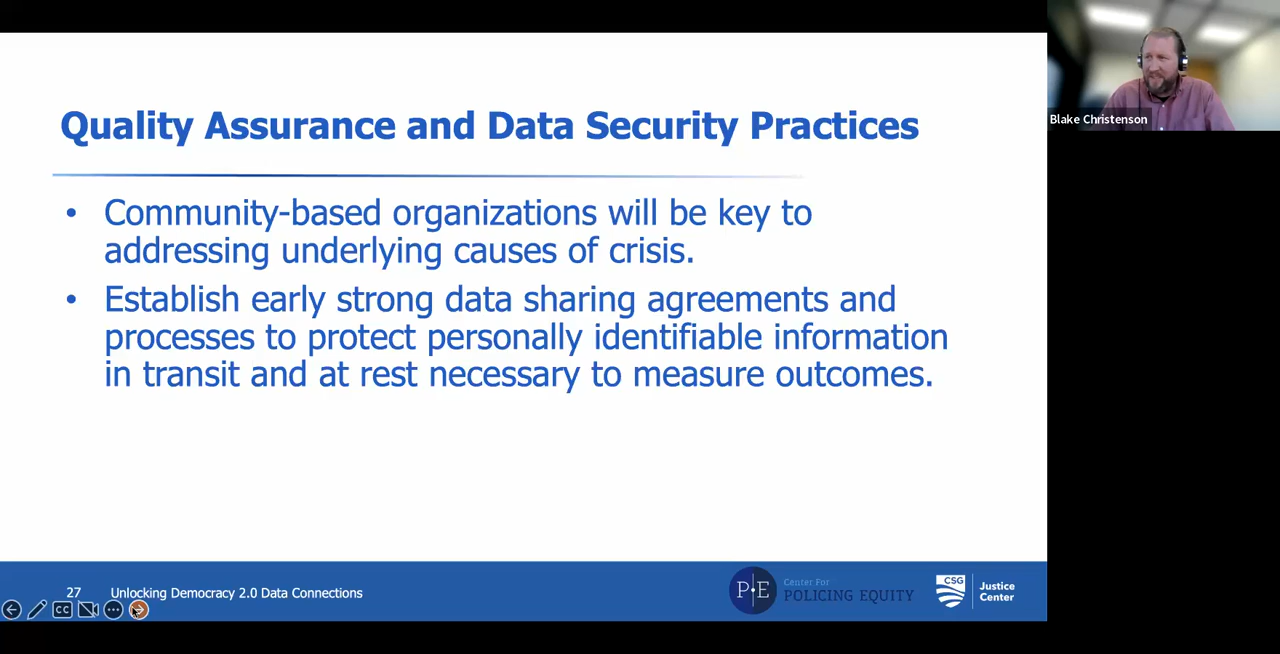 Quality Assurance and Data Security Practices
• Community-based organizations will be key to
addressing underlying causes of crisis.
• Establish early strong data sharing agreements and
processes to protect personally identifiable information
in transit and at rest necessary to measure outcomes.
27 Unlocking Democracy 2.0 Data Connections
CC
P E
Center For
POLICING EQUITY
CSG
Justice
Center
Blake Christenson